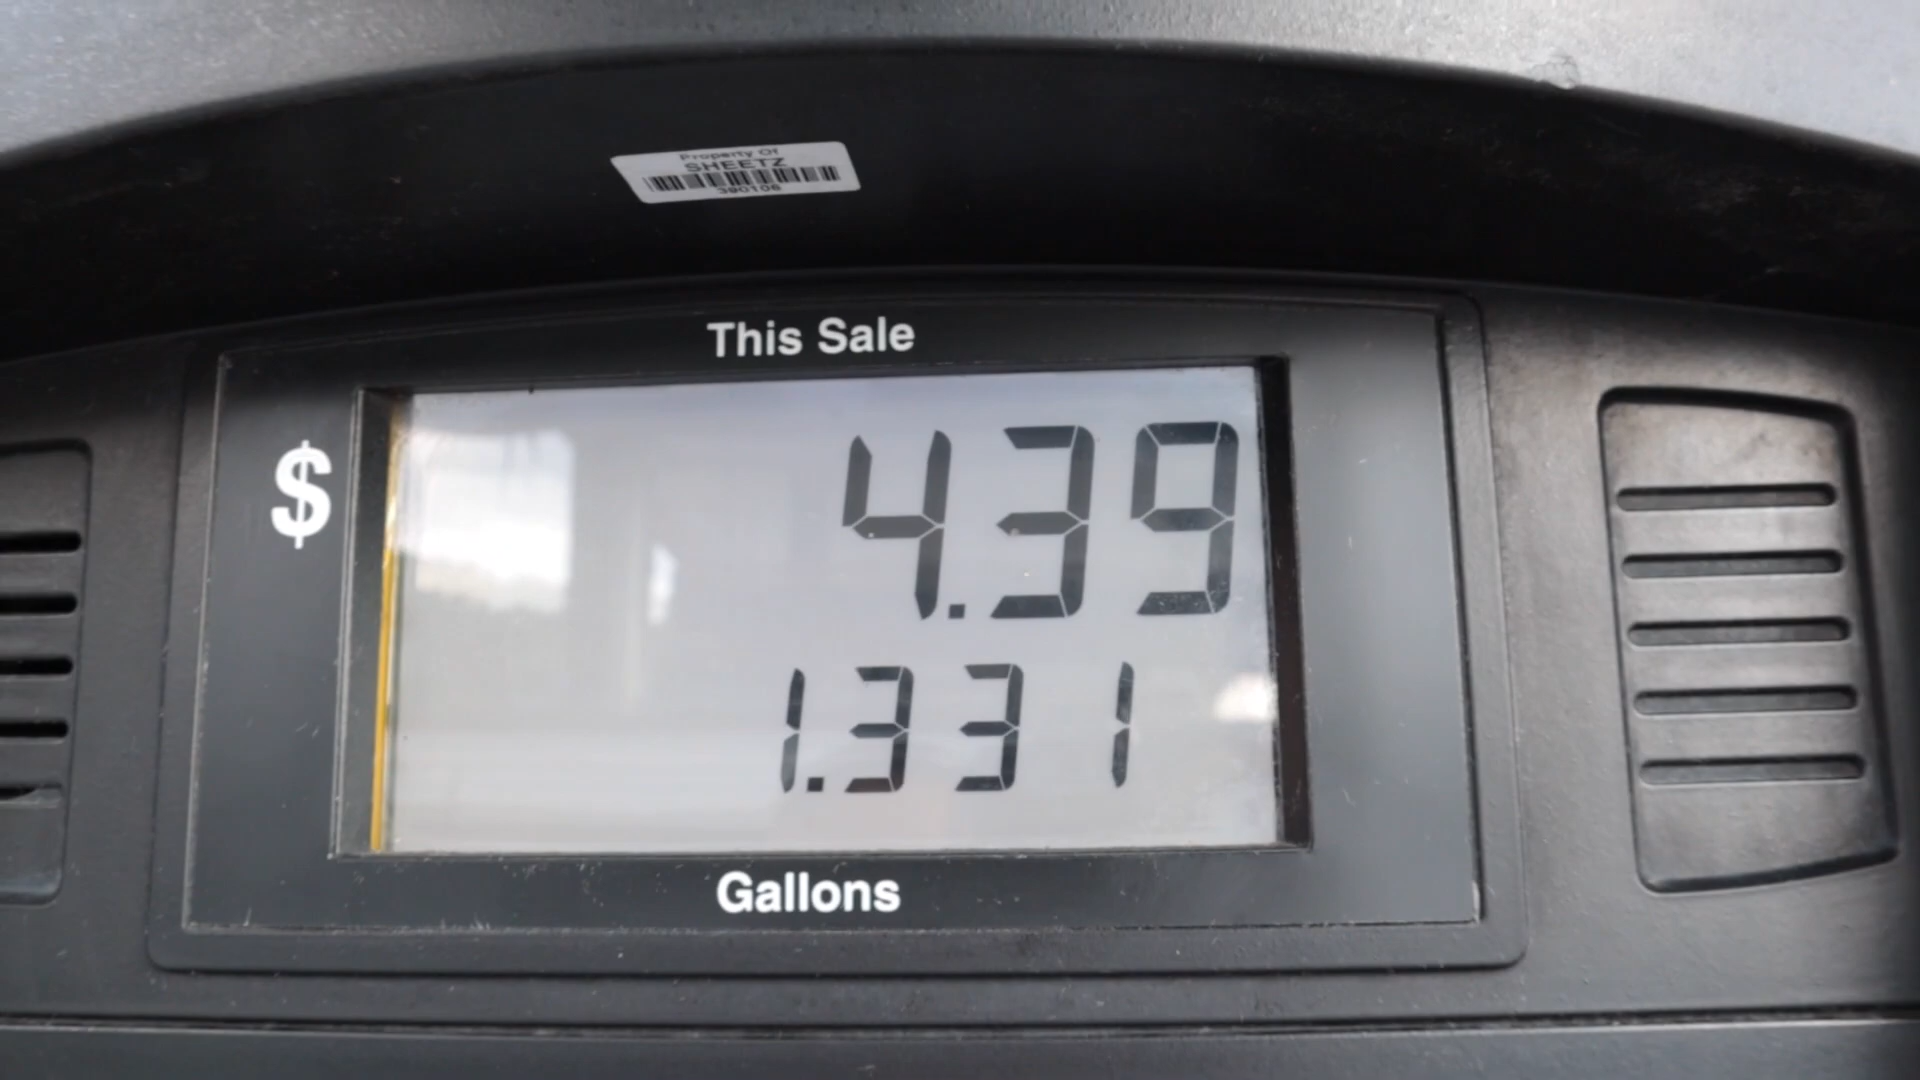 Property Of
SHEETZ
390106
This Sale
$ 4.39
1.331
Gallons